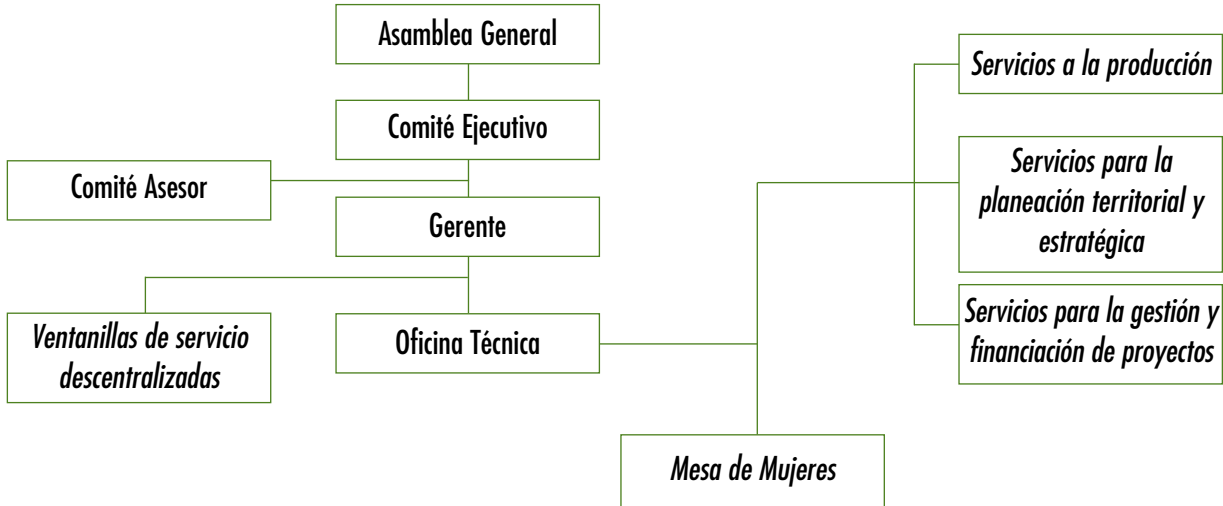 Asamblea General
Comité Ejecutivo
Comité Asesor
Gerente
Ventanillas de servicio
descentralizadas
Oficina Técnica
Mesa de Mujeres
Servicios a la producción
Servicios para la
planeación territorial y
estratégica
Servicios para la gestión y
financiación de proyectos